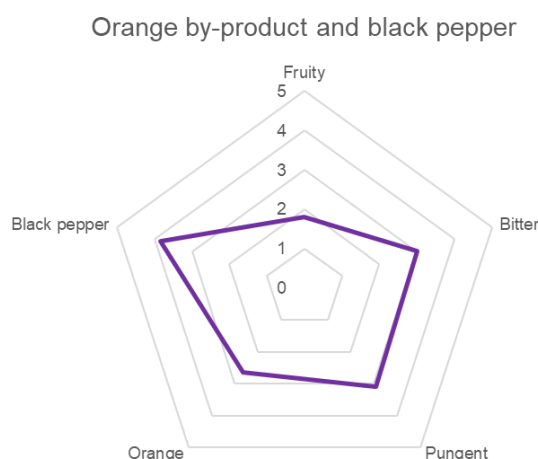 Orange by-product and black pepper
Fruity
5
4
3
2
1
0
Black pepper
Bitter
Orange
Pungent